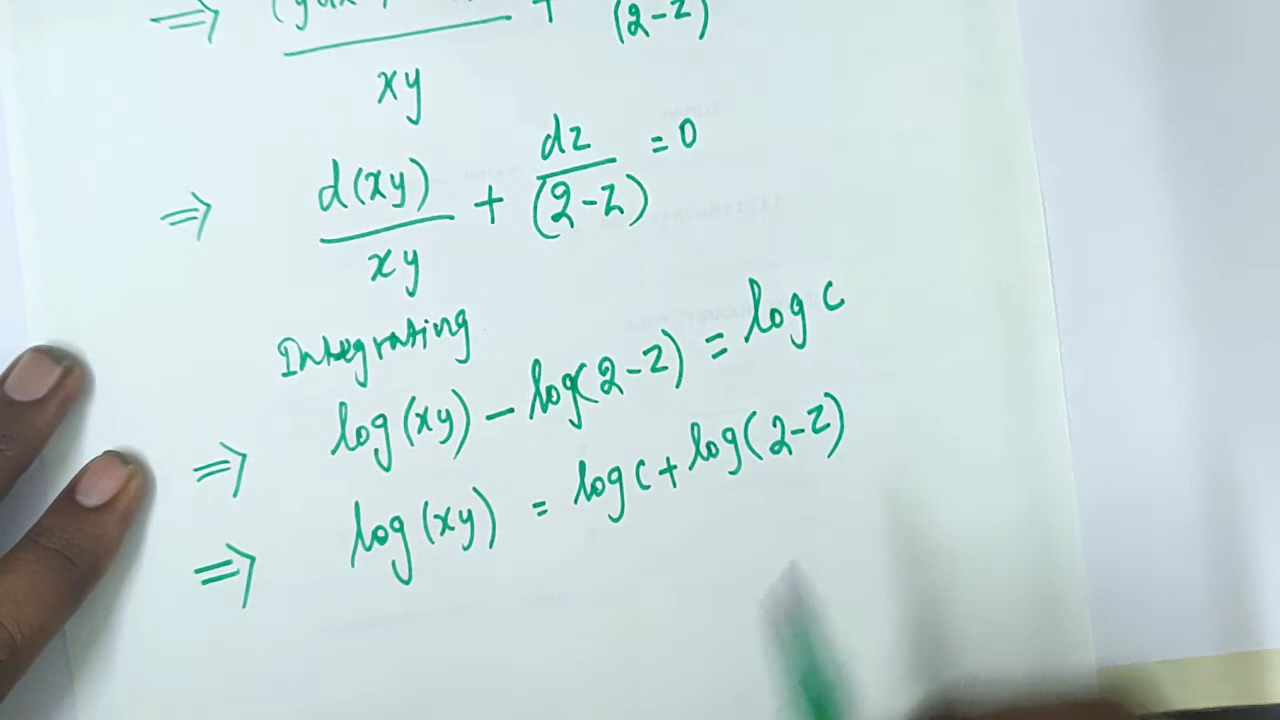 ⇒ + (2-z)
xy
⇒ d(xy)/xy + dz/(2-z) = 0
Integrating
⇒ log(xy) - log(2-z) = log c
⇒ log(xy) = log c + log(2-z)